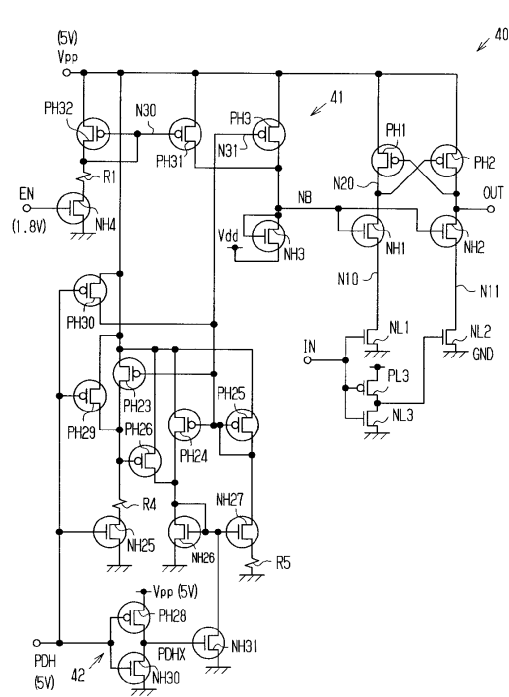 40
(5V)
Vpp
PH32
N30
PH31
PH3
N31
41
PH1
PH2
N20
OUT
R1
EN
(1.8V)
NH4
NB
Vdd
NH3
NH1
NH2
N10
N11
PH30
IN
NL1
NL2
GND
PL3
NL3
PH23
PH29
PH26
PH24
PH25
R4
NH27
NH25
NH26
R5
Vpp (5V)
PH28
PDH
(5V)
42
PDHX
NH31
NH30